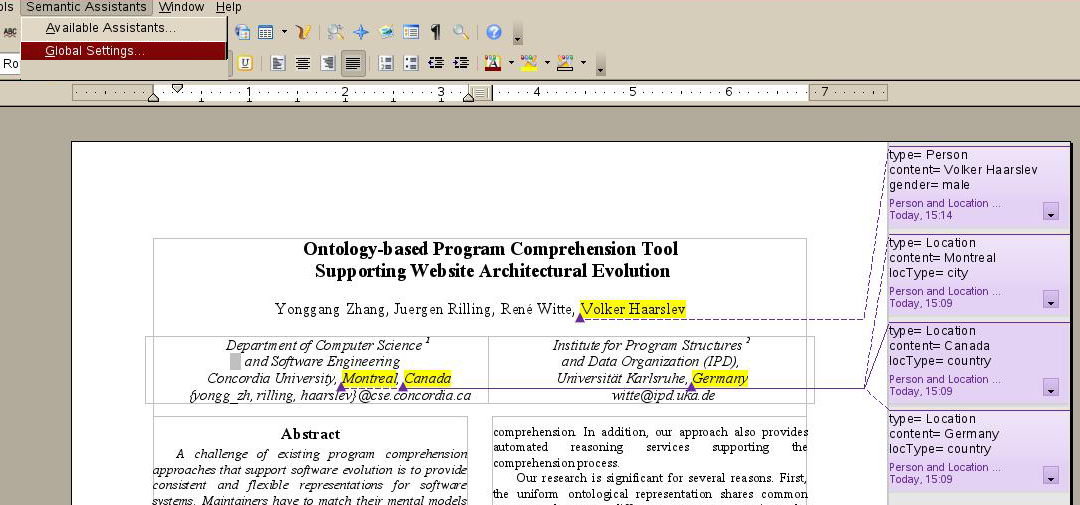 ols Semantic Assistants Window Help
Available Assistants...
Global Settings...
ABC
Ro
U
A
1 2 3 4 5 6 7
Ontology-based Program Comprehension Tool
Supporting Website Architectural Evolution
Yonggang Zhang, Juergen Rilling, René Witte, Volker Haarslev
Department of Computer Science 1
and Software Engineering
Concordia University, Montreal, Canada
{yongg_zh, rilling, haarslev}@cse.concordia.ca
Institute for Program Structures 2
and Data Organization (IPD),
Universität Karlsruhe, Germany
witte@ipd.uka.de
Abstract
A challenge of existing program comprehension
approaches that support software evolution is to provide
consistent and flexible representations for software
systems. Maintainers have to match their mental models
comprehension. In addition, our approach also provides
automated reasoning services supporting the
comprehension process.
Our research is significant for several reasons. First,
the uniform ontological representation shares common
type= Person
content= Volker Haarslev
gender= male
Person and Location ...
Today, 15:14
type= Location
content= Montreal
locType= city
Person and Location ...
Today, 15:09
type= Location
content= Canada
locType= country
Person and Location ...
Today, 15:09
type= Location
content= Germany
locType= country
Person and Location ...
Today, 15:09